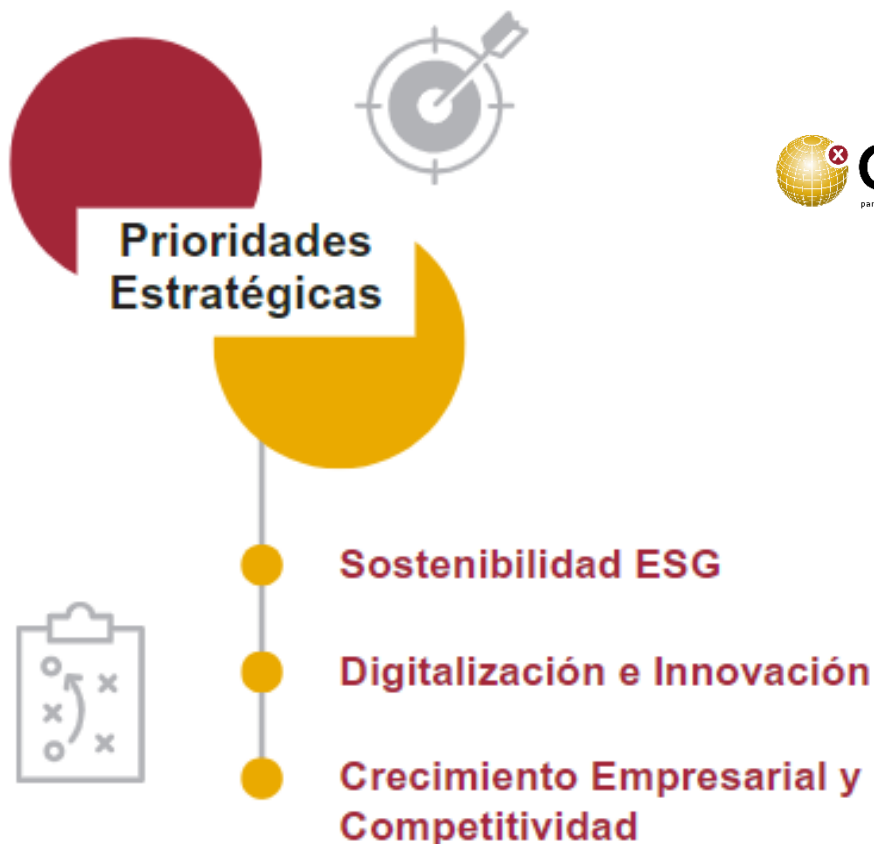 Prioridades
Estratégicas
Sostenibilidad ESG
Digitalización e Innovación
Crecimiento Empresarial y
Competitividad